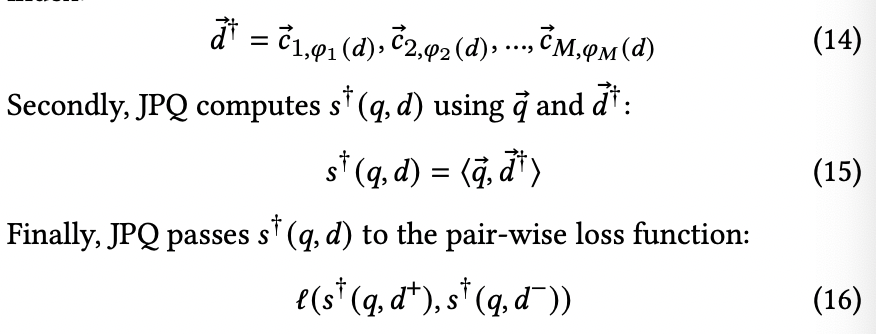 d⃗† = c⃗1,φ1(d), c⃗2,φ2(d), ..., c⃗M,φM(d) (14)
Secondly, JPQ computes s†(q, d) using q⃗ and d⃗†:
s†(q, d) = ⟨q⃗, d⃗†⟩ (15)
Finally, JPQ passes s†(q, d) to the pair-wise loss function:
ℓ(s†(q, d⁺), s†(q, d⁻)) (16)